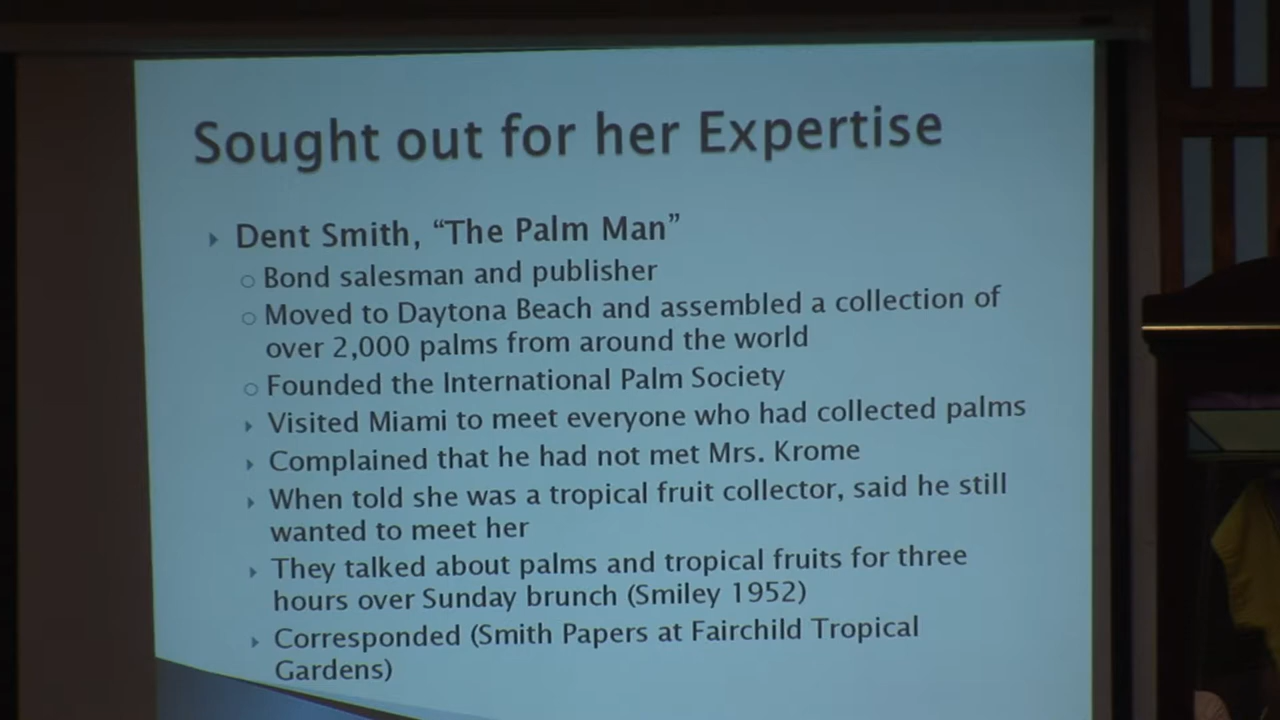 Sought out for her Expertise
Dent Smith, “The Palm Man”
Bond salesman and publisher
Moved to Daytona Beach and assembled a collection of
over 2,000 palms from around the world
Founded the International Palm Society
Visited Miami to meet everyone who had collected palms
Complained that he had not met Mrs. Krome
When told she was a tropical fruit collector, said he still
wanted to meet her
They talked about palms and tropical fruits for three
hours over Sunday brunch (Smiley 1952)
Corresponded (Smith Papers at Fairchild Tropical
Gardens)